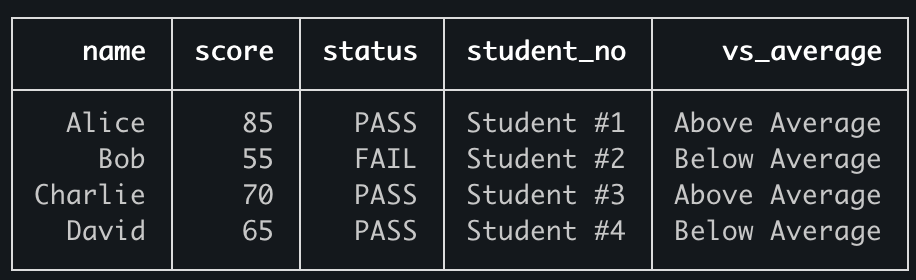 name score status student_no vs_average
Alice 85 PASS Student #1 Above Average
Bob 55 FAIL Student #2 Below Average
Charlie 70 PASS Student #3 Above Average
David 65 PASS Student #4 Below Average